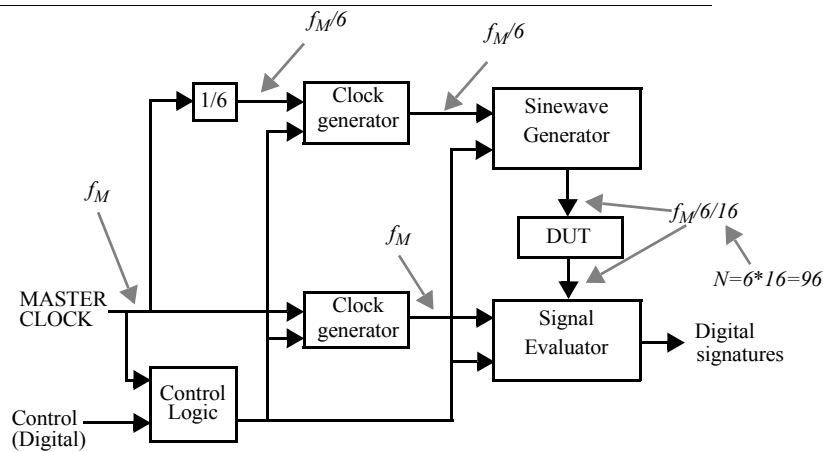 f_M/6
f_M/6
1/6
Clock
generator
Sinewave
Generator
f_M
f_M
f_M/6/16
DUT
N=6*16=96
MASTER
CLOCK
Clock
generator
Signal
Evaluator
Digital
signatures
Control
Logic
Control
(Digital)